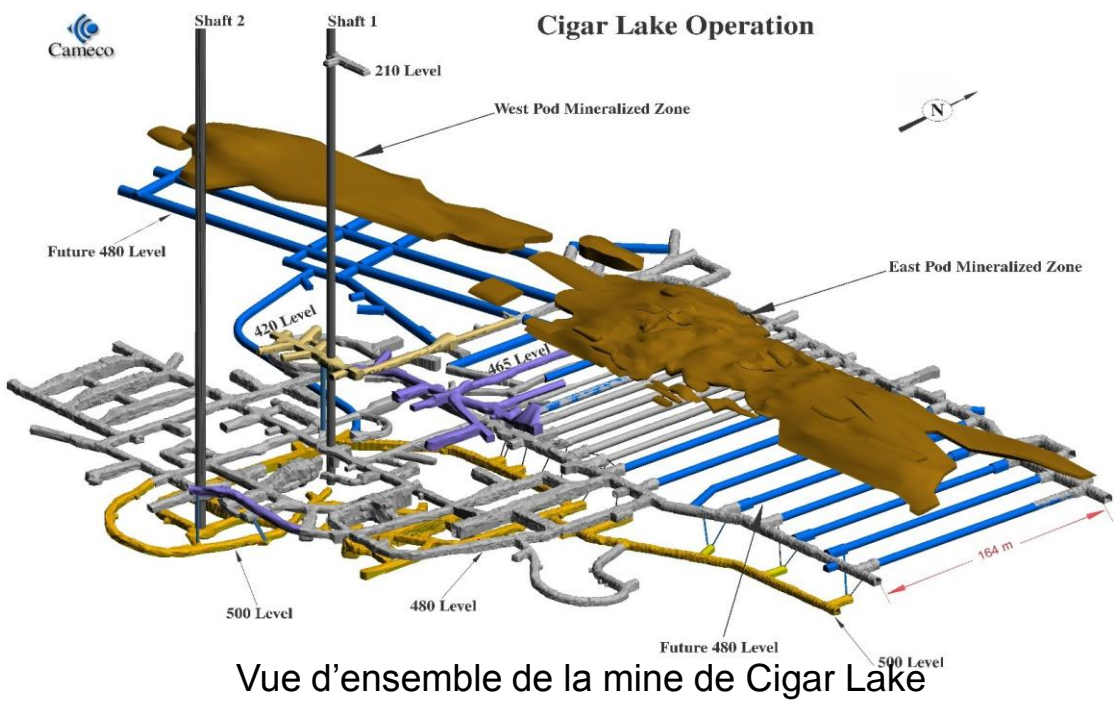 Cigar Lake Operation
Cameco
Shaft 2
Shaft 1
210 Level
West Pod Mineralized Zone
N
Future 480 Level
East Pod Mineralized Zone
420 Level
465 Level
164 m
500 Level
480 Level
Future 480 Level
500 Level
Vue d’ensemble de la mine de Cigar Lake